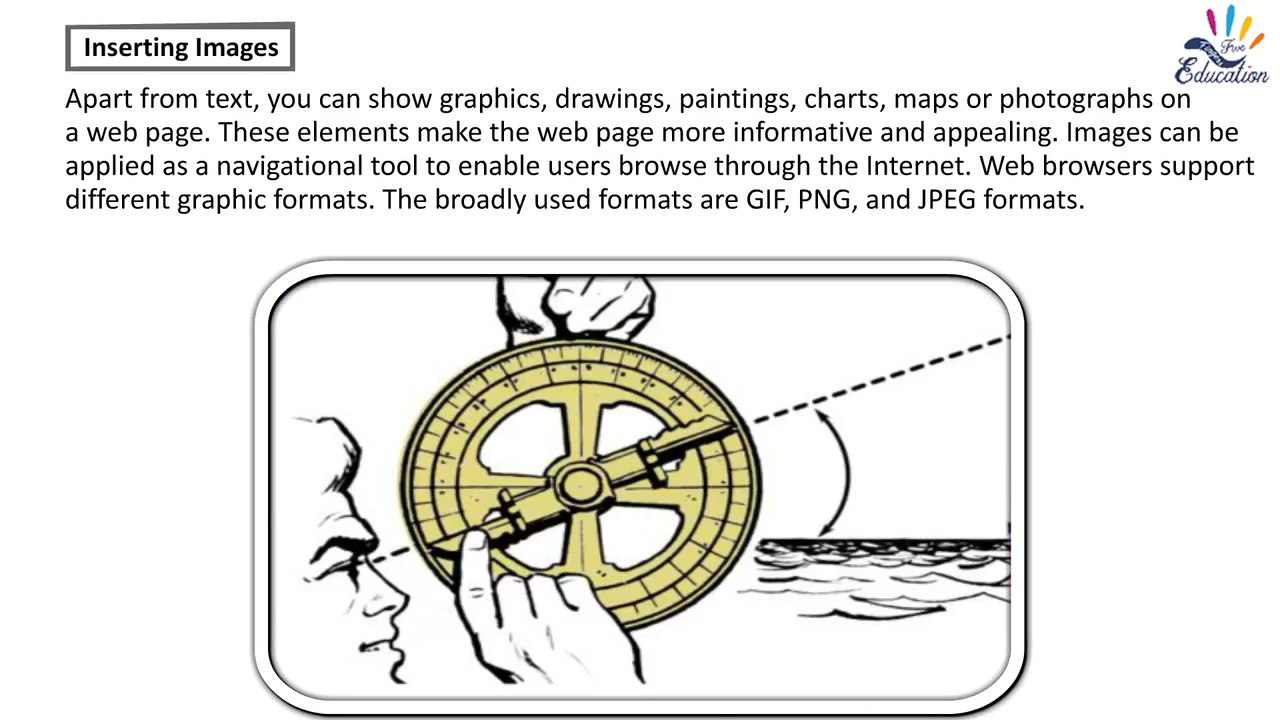 Inserting Images
Five
Fingers
Education
Apart from text, you can show graphics, drawings, paintings, charts, maps or photographs on
a web page. These elements make the web page more informative and appealing. Images can be
applied as a navigational tool to enable users browse through the Internet. Web browsers support
different graphic formats. The broadly used formats are GIF, PNG, and JPEG formats.